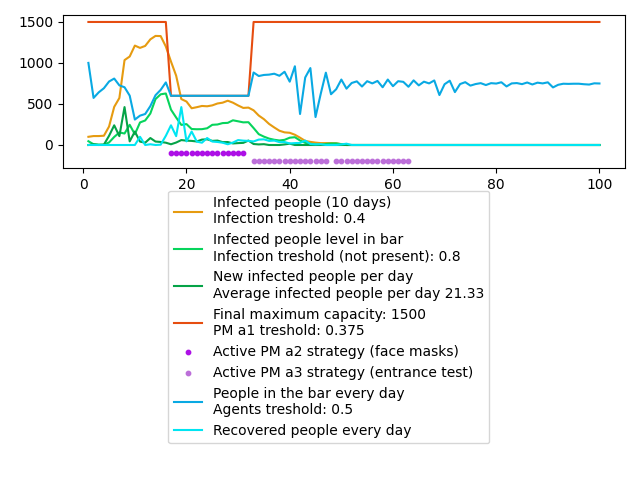 1500
1000
500
0
0 20 40 60 80 100
Infected people (10 days)
Infection treshold: 0.4
Infected people level in bar
Infection treshold (not present): 0.8
New infected people per day
Average infected people per day 21.33
Final maximum capacity: 1500
PM a1 treshold: 0.375
Active PM a2 strategy (face masks)
Active PM a3 strategy (entrance test)
People in the bar every day
Agents treshold: 0.5
Recovered people every day